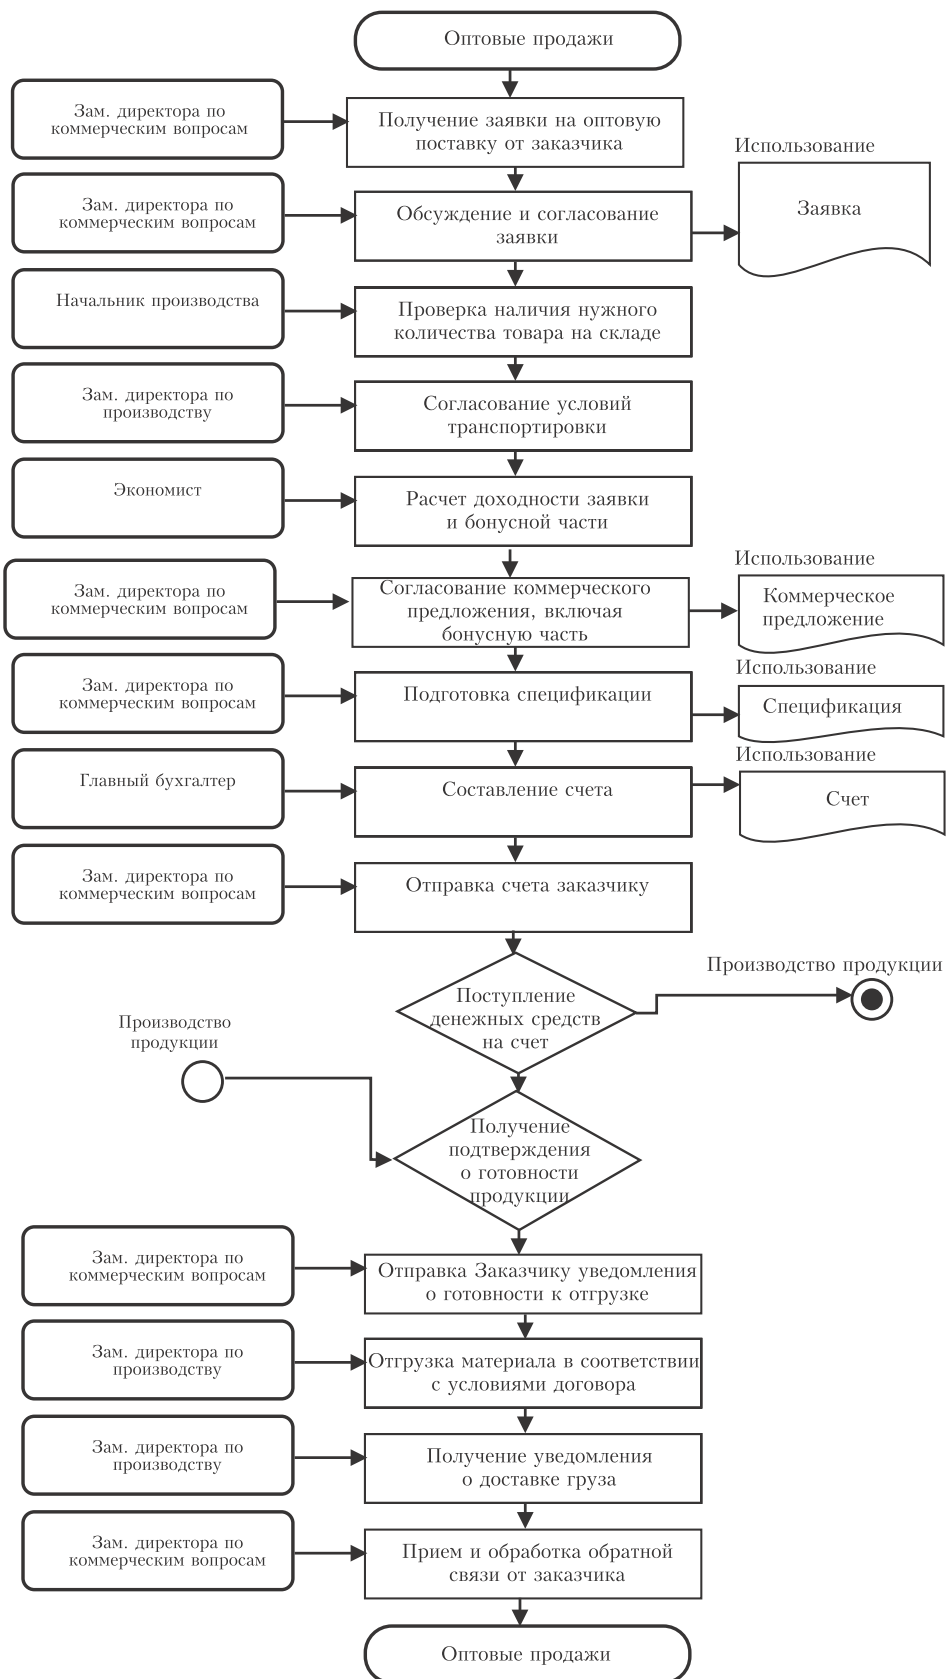 Оптовые продажи
Зам. директора по
коммерческим вопросам
Получение заявки на оптовую
поставку от заказчика
Использование
Заявка
Зам. директора по
коммерческим вопросам
Обсуждение и согласование
заявки
Начальник производства
Проверка наличия нужного
количества товара на складе
Зам. директора по
производству
Согласование условий
транспортировки
Экономист
Расчет доходности заявки
и бонусной части
Зам. директора по
коммерческим вопросам
Согласование коммерческого
предложения, включая
бонусную часть
Использование
Коммерческое
предложение
Зам. директора по
коммерческим вопросам
Подготовка спецификации
Использование
Спецификация
Главный бухгалтер
Составление счета
Использование
Счет
Зам. директора по
коммерческим вопросам
Отправка счета заказчику
Поступление
денежных средств
на счет
Производство продукции
Производство
продукции
Получение
подтверждения
о готовности
продукции
Зам. директора по
коммерческим вопросам
Отправка Заказчику уведомления
о готовности к отгрузке
Зам. директора по
производству
Отгрузка материала в соответствии
с условиями договора
Зам. директора по
производству
Получение уведомления
о доставке груза
Зам. директора по
коммерческим вопросам
Прием и обработка обратной
связи от заказчика
Оптовые продажи